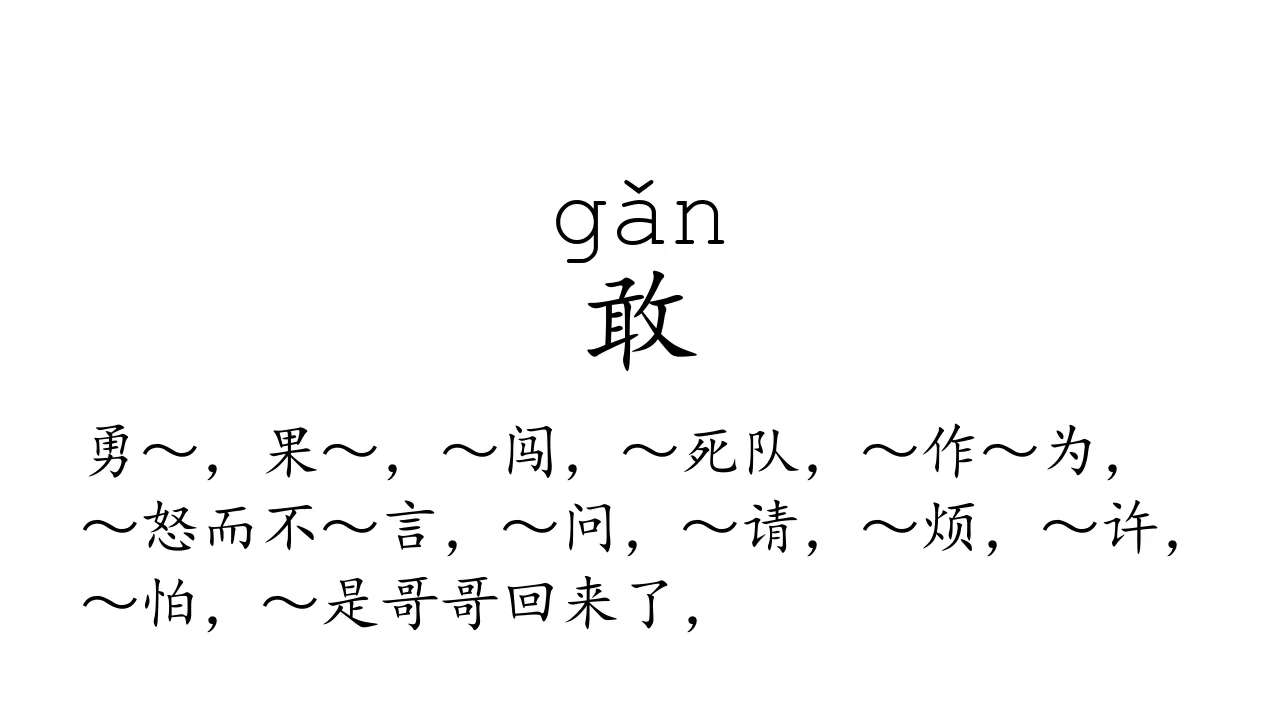 gǎn
敢
勇～，果～，～闯，～死队，～作～为，
～怒而不～言，～问，～请，～烦，～许，
～怕，～是哥哥回来了，